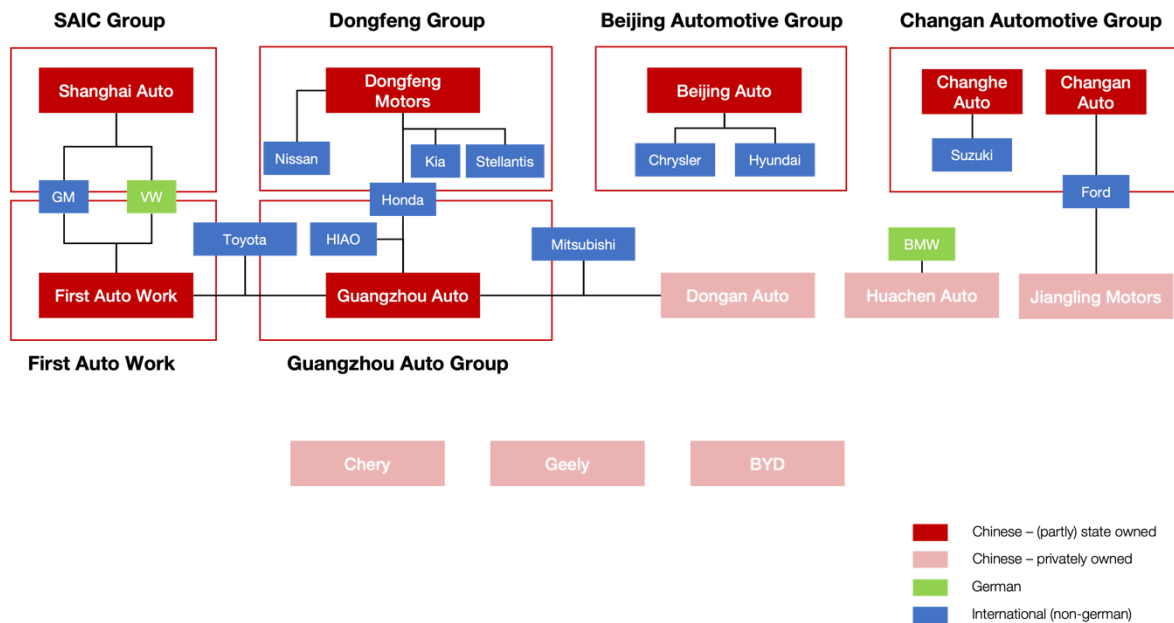 SAIC Group
Dongfeng Group
Beijing Automotive Group
Changan Automotive Group
Shanghai Auto
Dongfeng
Motors
Beijing Auto
Changhe
Auto
Changan
Auto
Nissan
Kia
Stellantis
Chrysler
Hyundai
Suzuki
GM
VW
Honda
Ford
Toyota
HIAO
Mitsubishi
BMW
First Auto Work
Guangzhou Auto
Dongan Auto
Huachen Auto
Jiangling Motors
First Auto Work
Guangzhou Auto Group
Chery
Geely
BYD
Chinese – (partly) state owned
Chinese – privately owned
German
International (non-german)